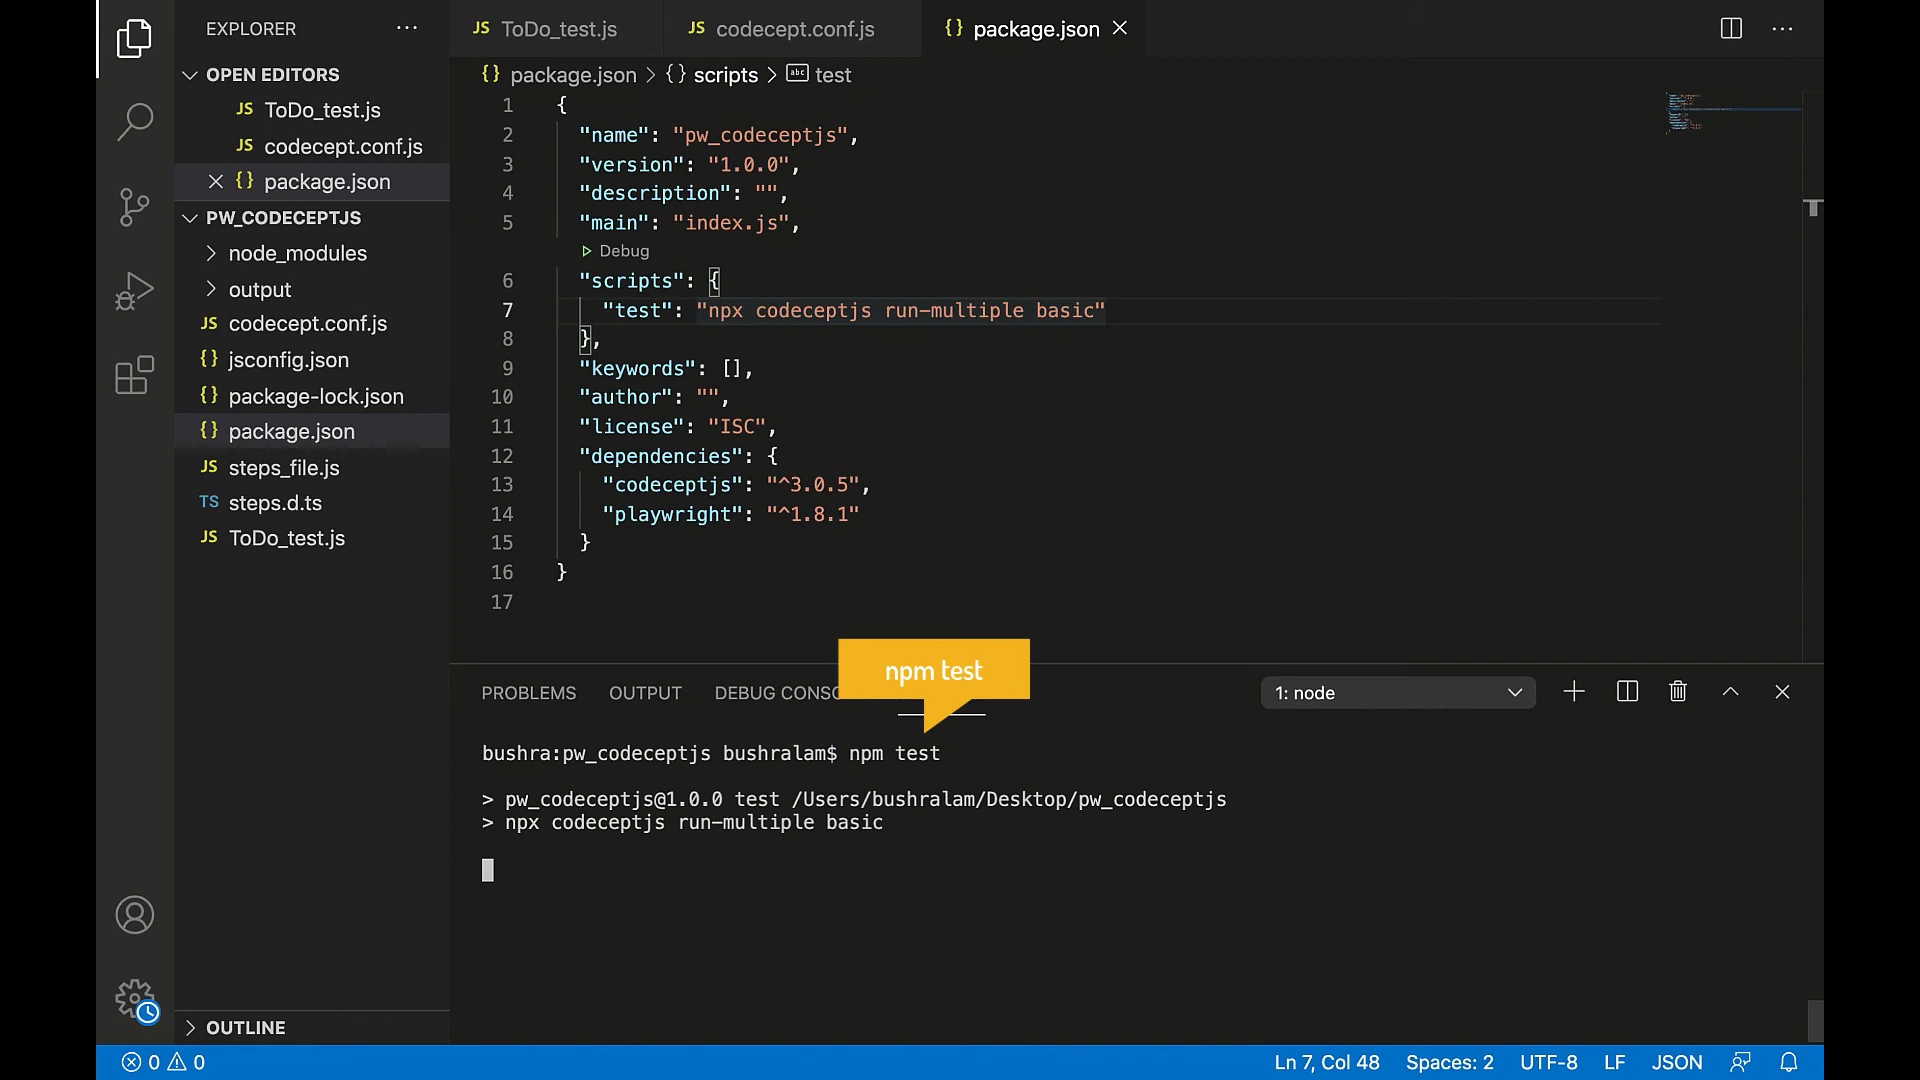 EXPLORER
OPEN EDITORS
JS ToDo_test.js
JS codecept.conf.js
{} package.json
PW_CODECEPTJS
node_modules
output
JS codecept.conf.js
{} jsconfig.json
{} package-lock.json
{} package.json
JS steps_file.js
TS steps.d.ts
JS ToDo_test.js
OUTLINE
JS ToDo_test.js
JS codecept.conf.js
{} package.json
{} package.json > {} scripts > abc test
1 {
2 "name": "pw_codeceptjs",
3 "version": "1.0.0",
4 "description": "",
5 "main": "index.js",
Debug
6 "scripts": {
7 "test": "npx codeceptjs run-multiple basic"
8 },
9 "keywords": [],
10 "author": "",
11 "license": "ISC",
12 "dependencies": {
13 "codeceptjs": "^3.0.5",
14 "playwright": "^1.8.1"
15 }
16 }
17
npm test
PROBLEMS OUTPUT DEBUG CONSO
1: node
bushra:pw_codeceptjs bushralam$ npm test
> pw_codeceptjs@1.0.0 test /Users/bushralam/Desktop/pw_codeceptjs
> npx codeceptjs run-multiple basic
0 0
Ln 7, Col 48 Spaces: 2 UTF-8 LF JSON